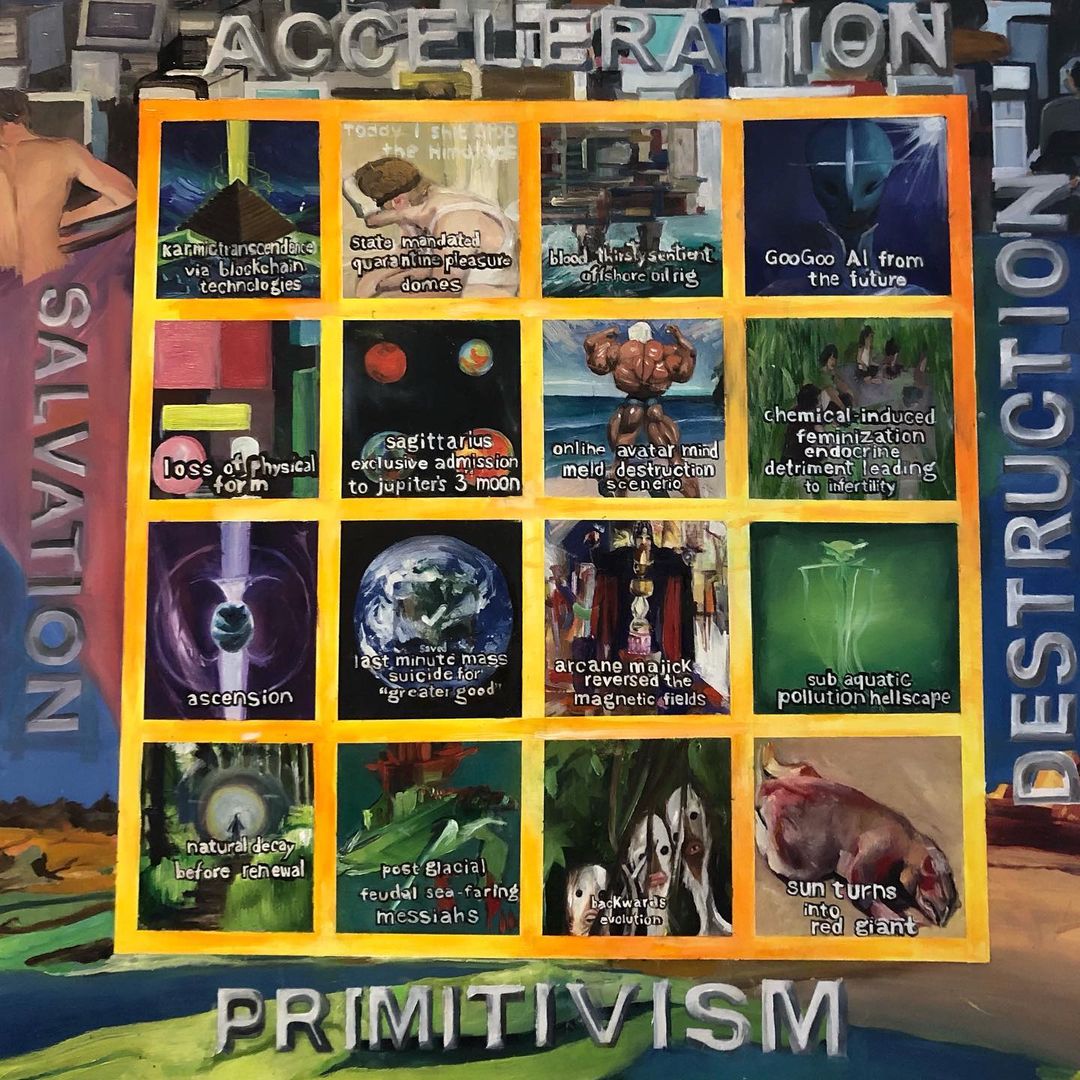 ACCELERATION
SALVATION
DESTRUCTION
Today I shit atop
the Himalayas
karmic transcendence
via blockchain
technologies
state mandated
quarantine pleasure
domes
blood thirsty sentient
offshore oil rig
GooGoo AI from
the future
loss of physical
form
sagittarius
exclusive admission
to jupiter's 3rd moon
online avatar mind
meld destruction
scenerio
chemical-induced
feminization
endocrine
detriment leading
to infertility
ascension
Saved
last minute mass
suicide for
"greater good"
arcane majick
reversed the
magnetic fields
sub aquatic
pollution hellscape
natural decay
before renewal
post glacial
feudal sea-faring
messiahs
backwards
evolution
sun turns
into
red giant
PRIMITIVISM